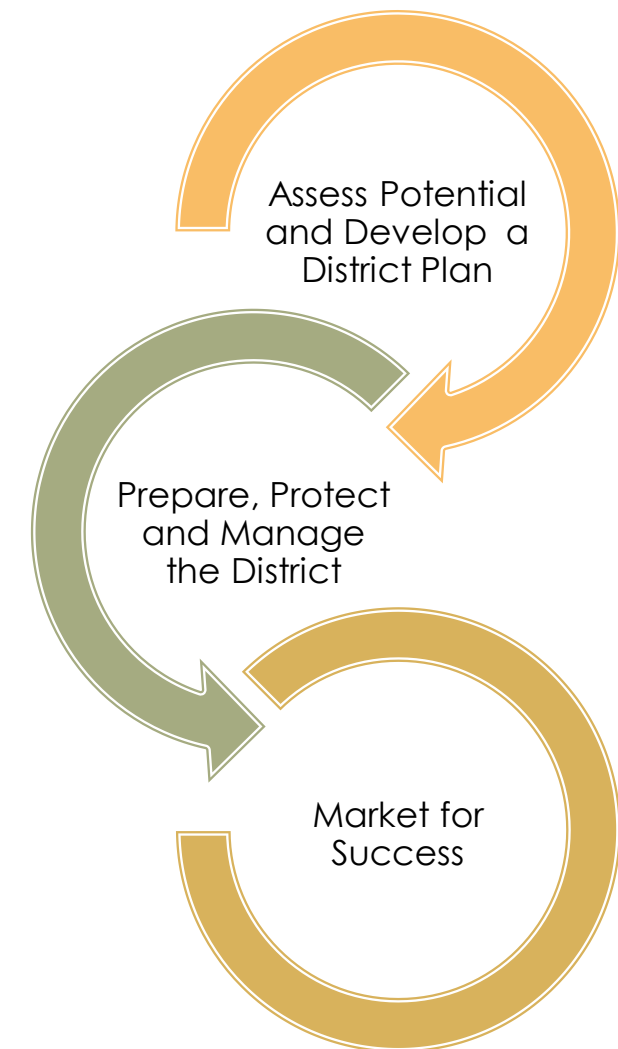 Assess Potential
and Develop a
District Plan
Prepare, Protect
and Manage
the District
Market for
Success